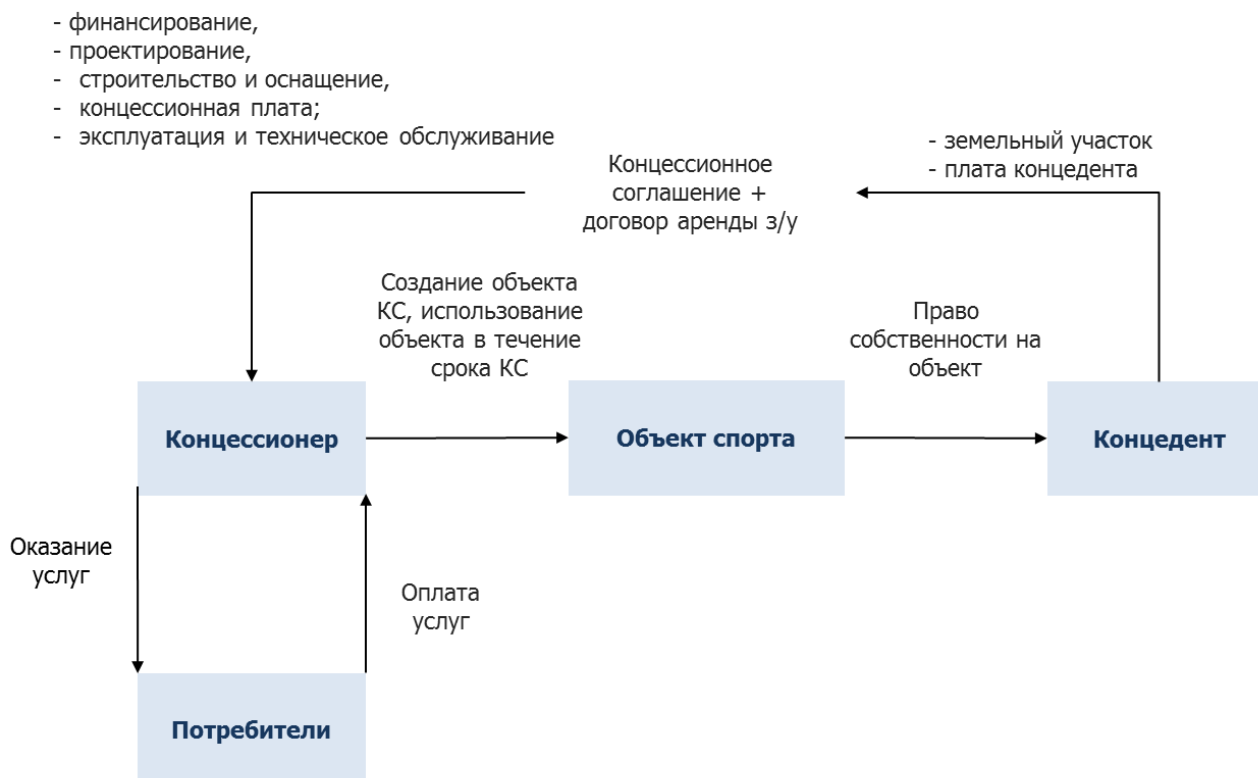 - финансирование,
- проектирование,
- строительство и оснащение,
- концессионная плата;
- эксплуатация и техническое обслуживание
- земельный участок
- плата концедента
Концессионное
соглашение +
договор аренды з/у
Создание объекта
КС, использование
объекта в течение
срока КС
Право
собственности на
объект
Концессионер
Объект спорта
Концедент
Оказание
услуг
Оплата
услуг
Потребители